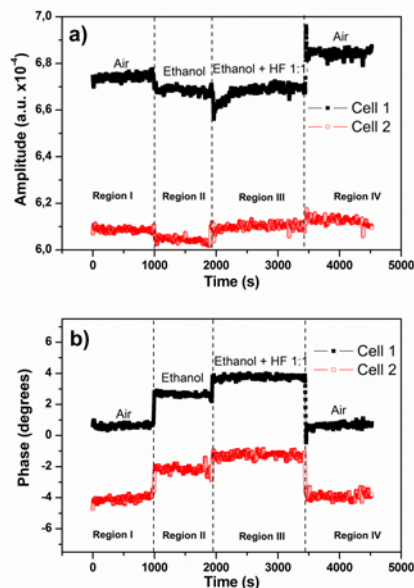 a)
Air
Ethanol
Ethanol + HF 1:1
Air
Cell 1
Cell 2
Region I
Region II
Region III
Region IV
Amplitude (a.u. x10⁻⁴)
7,0
6,8
6,6
6,4
6,2
6,0
0
1000
2000
3000
4000
5000
Time (s)
b)
Air
Ethanol
Ethanol + HF 1:1
Air
Cell 1
Cell 2
Region I
Region II
Region III
Region IV
Phase (degrees)
6
4
2
0
-2
-4
-6
0
1000
2000
3000
4000
5000
Time (s)